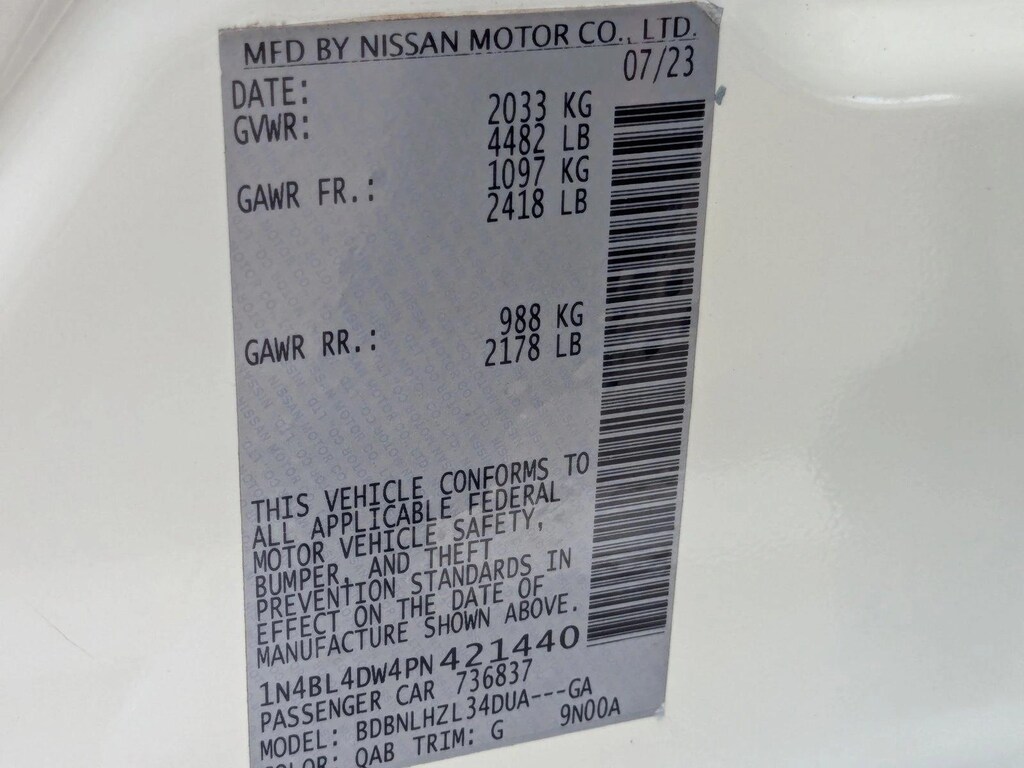 MFD BY NISSAN MOTOR CO., LTD.
DATE: 07/23
GVWR: 2033 KG
4482 LB
GAWR FR.: 1097 KG
2418 LB
GAWR RR.: 988 KG
2178 LB
THIS VEHICLE CONFORMS TO
ALL APPLICABLE FEDERAL
MOTOR VEHICLE SAFETY,
BUMPER, AND THEFT
PREVENTION STANDARDS IN
EFFECT ON THE DATE OF
MANUFACTURE SHOWN ABOVE.
1N4BL4DW4PN421440
PASSENGER CAR 736837
MODEL: BDBNLHZL34DUA---GA
COLOR: QAB TRIM: G 9N00A